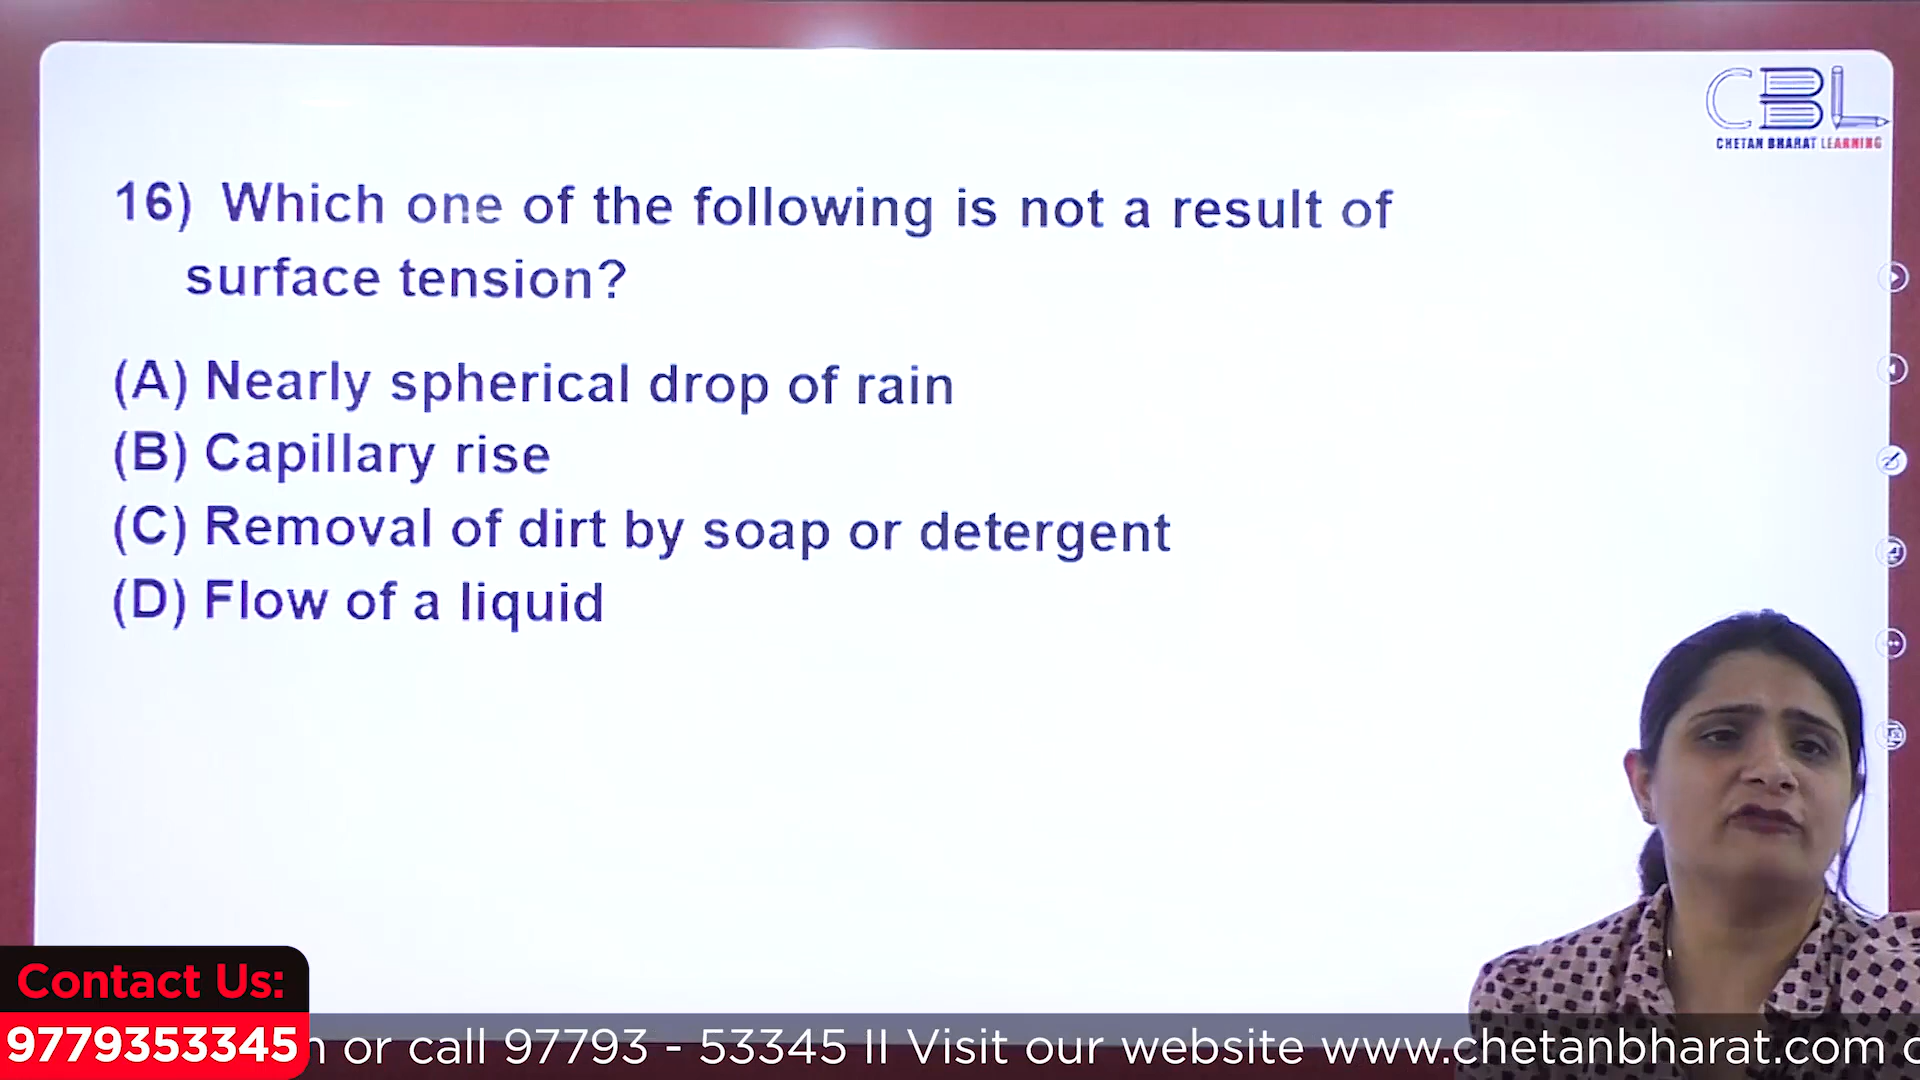 CBL
CHETAN BHARAT LEARNING
16) Which one of the following is not a result of
surface tension?
(A) Nearly spherical drop of rain
(B) Capillary rise
(C) Removal of dirt by soap or detergent
(D) Flow of a liquid
Contact Us:
9779353345
n or call 97793 - 53345 II Visit our website www.chetanbharat.com